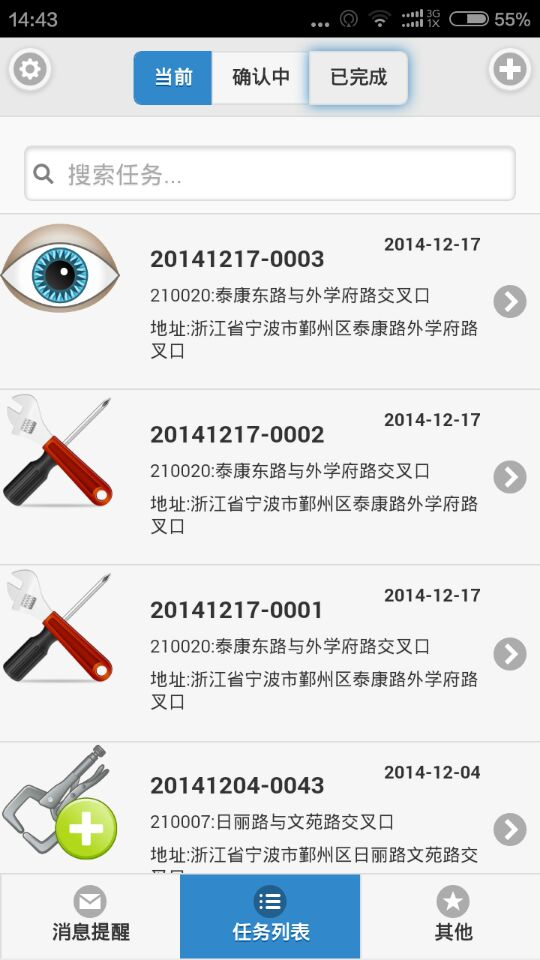 14:43
3G
1X
55%
当前
确认中
已完成
搜索任务...
20141217-0003
2014-12-17
210020:泰康东路与外学府路交叉口
地址:浙江省宁波市鄞州区泰康路外学府路
叉口
20141217-0002
2014-12-17
210020:泰康东路与外学府路交叉口
地址:浙江省宁波市鄞州区泰康路外学府路
叉口
20141217-0001
2014-12-17
210020:泰康东路与外学府路交叉口
地址:浙江省宁波市鄞州区泰康路外学府路
叉口
20141204-0043
2014-12-04
210007:日丽路与文苑路交叉口
地址:浙江省宁波市鄞州区日丽路文苑路交
消息提醒
任务列表
其他